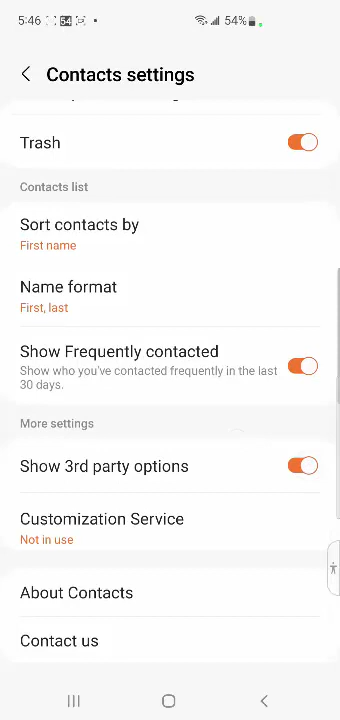 5:46 54 54%
Contacts settings
Trash
Contacts list
Sort contacts by
First name
Name format
First, last
Show Frequently contacted
Show who you've contacted frequently in the last
30 days.
More settings
Show 3rd party options
Customization Service
Not in use
About Contacts
Contact us